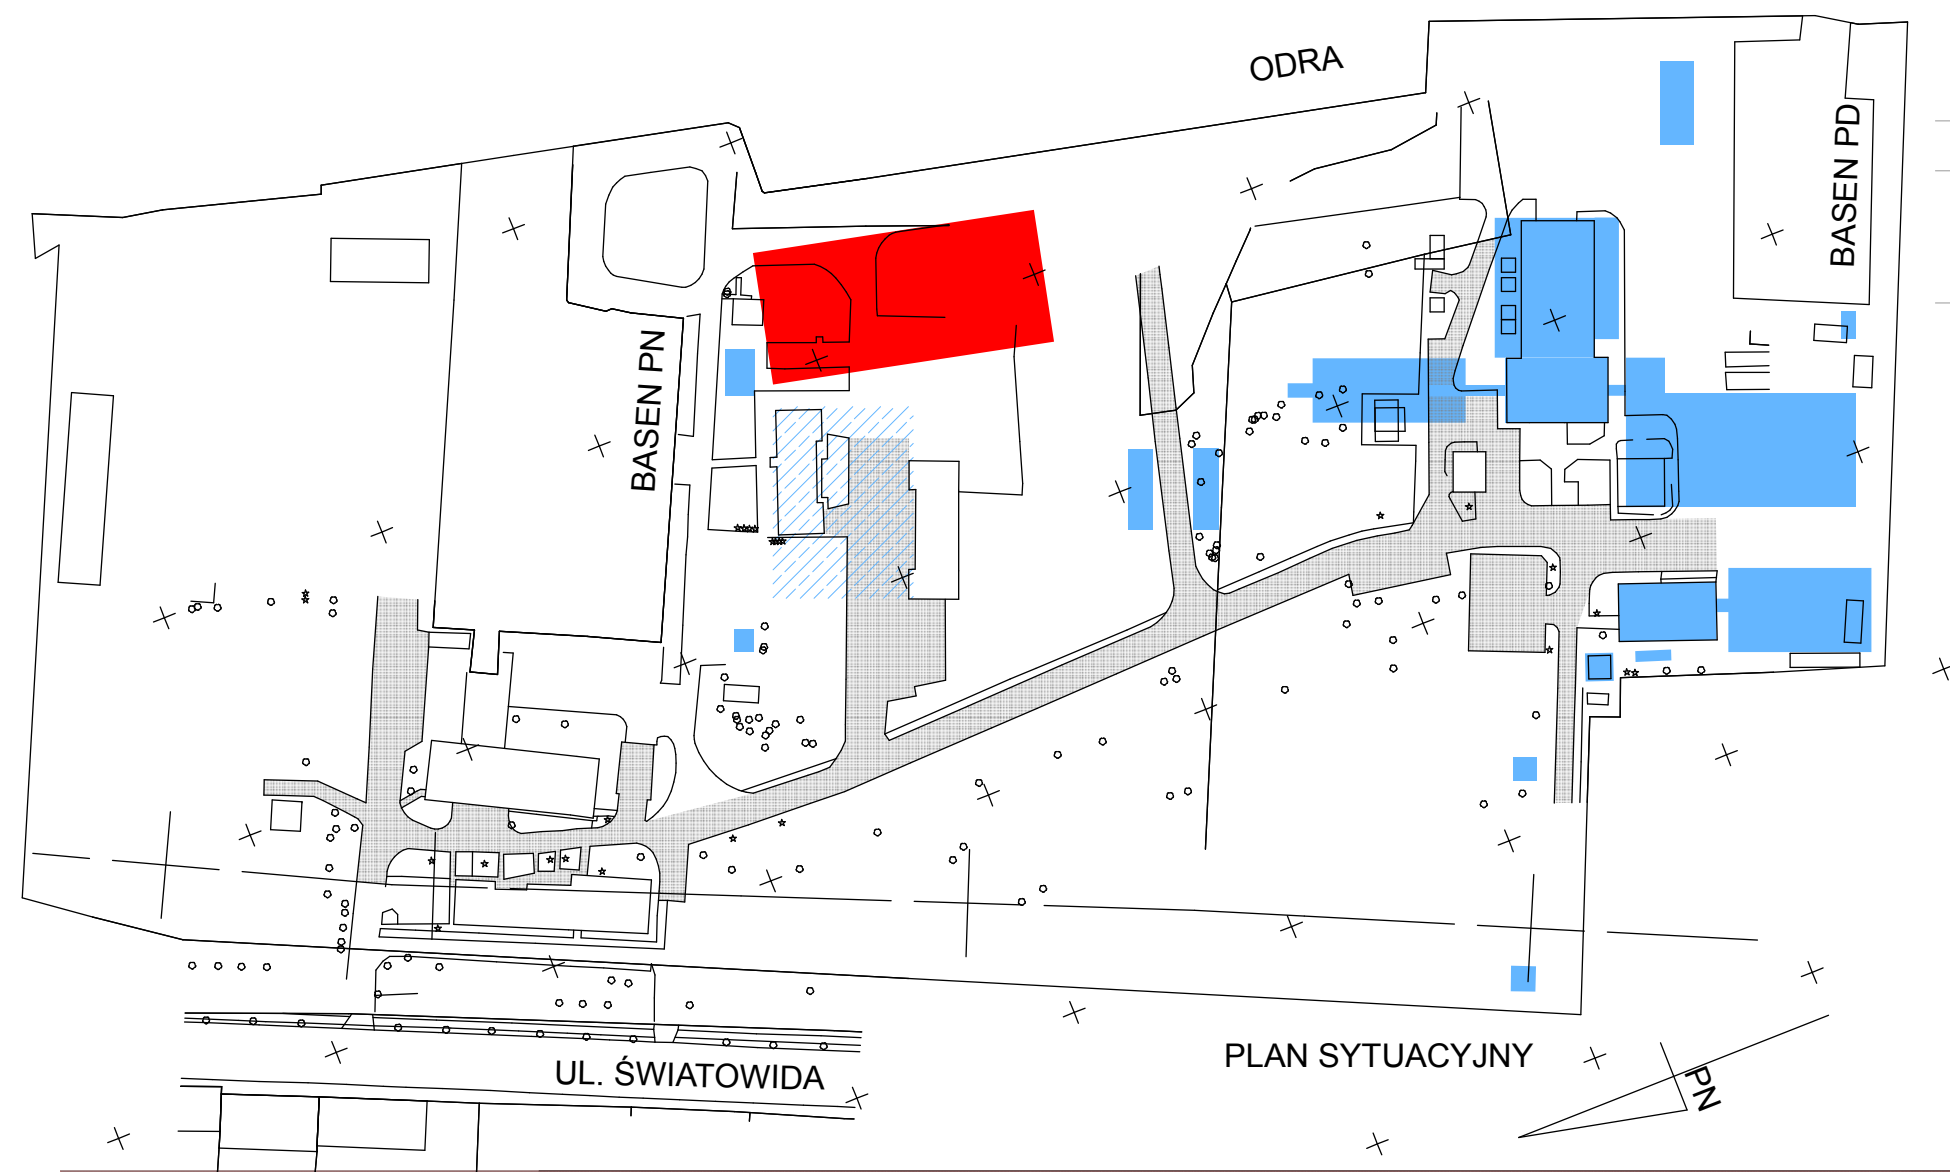 ODRA
BASEN PD
BASEN PN
PLAN SYTUACYJNY
UL. ŚWIATOWIDA
PN